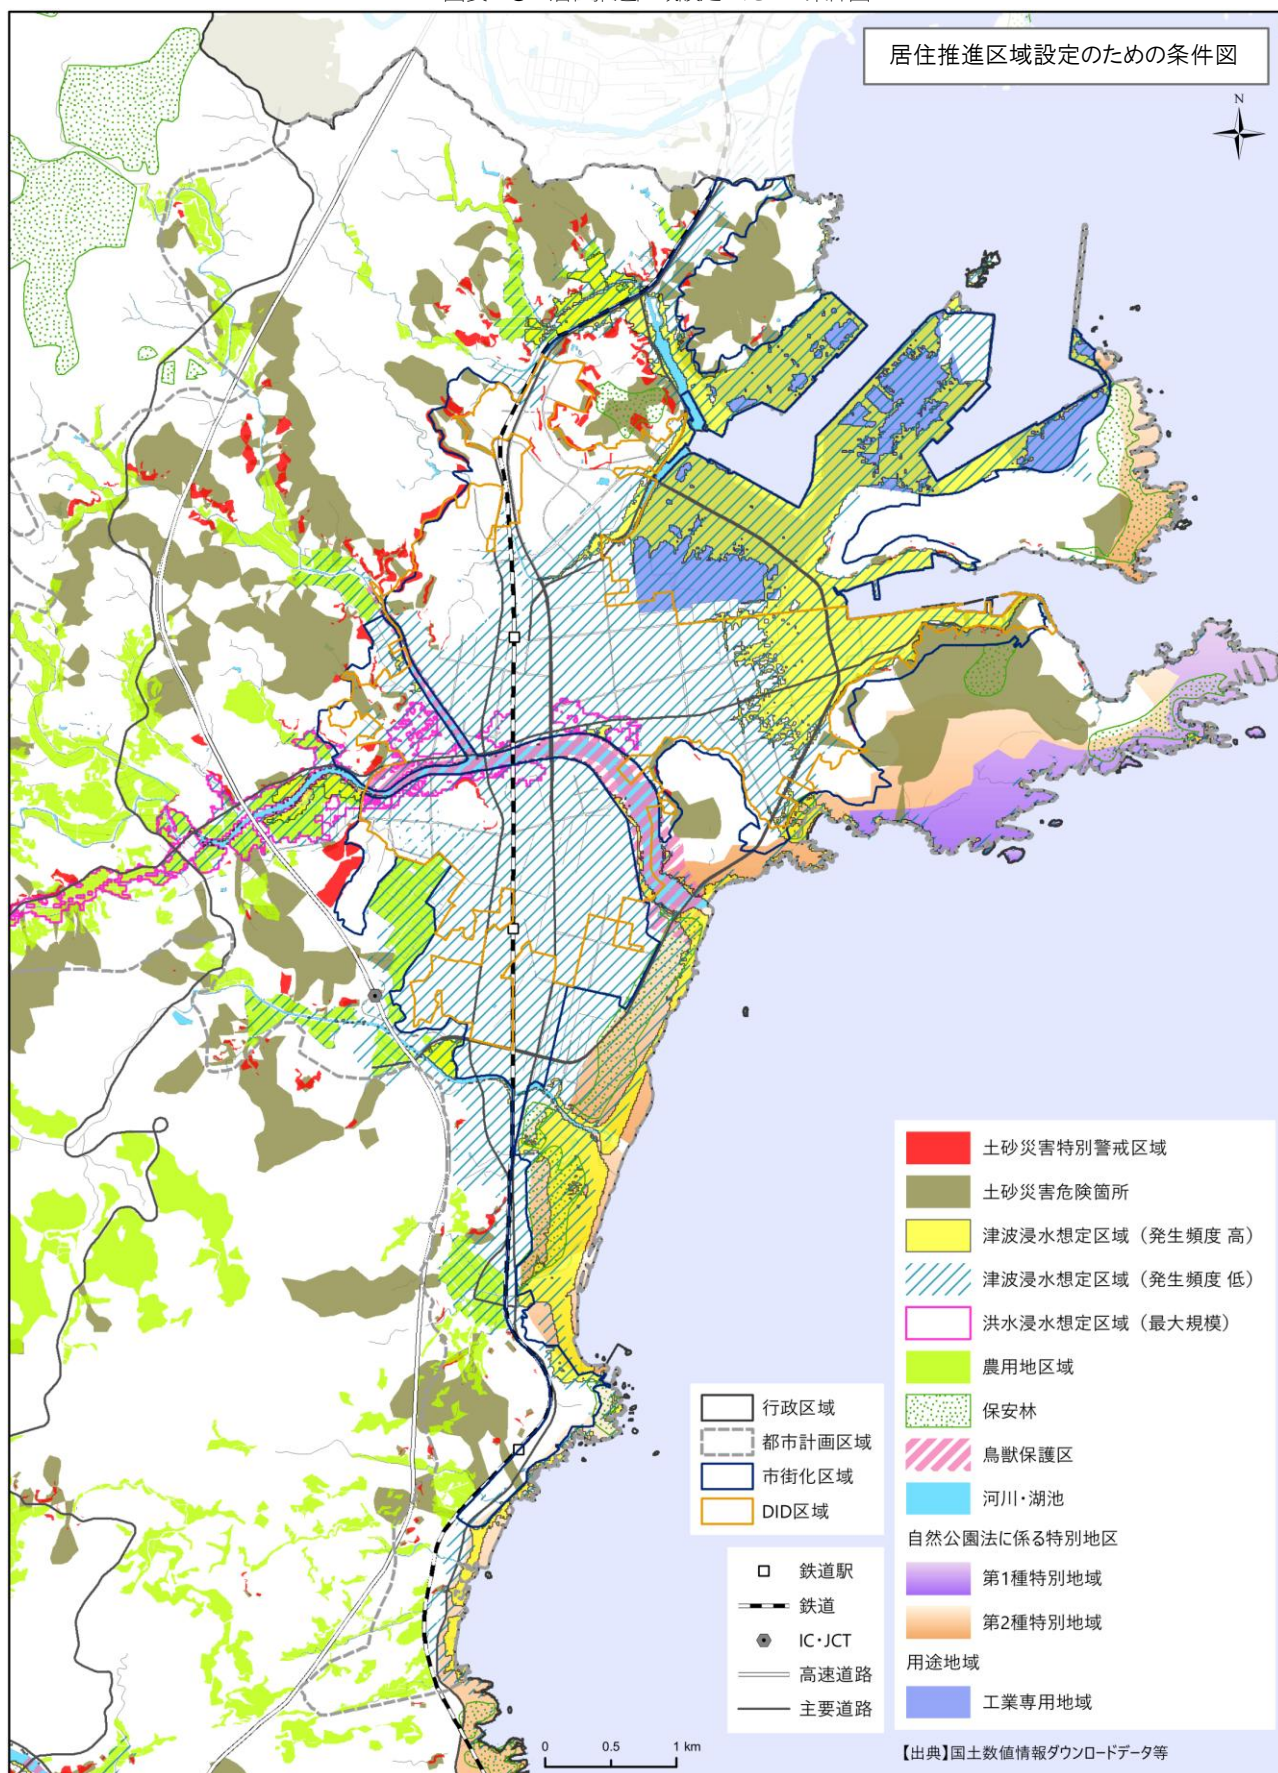 居住推進区域設定のための条件図
N
土砂災害特別警戒区域
土砂災害危険箇所
津波浸水想定区域（発生頻度 高）
津波浸水想定区域（発生頻度 低）
洪水浸水想定区域（最大規模）
農用地区域
保安林
鳥獣保護区
河川・湖池
自然公園法に係る特別地区
第1種特別地域
第2種特別地域
用途地域
工業専用地域
行政区域
都市計画区域
市街化区域
DID区域
鉄道駅
鉄道
IC・JCT
高速道路
主要道路
0 0.5 1 km
【出典】国土数値情報ダウンロードデータ等